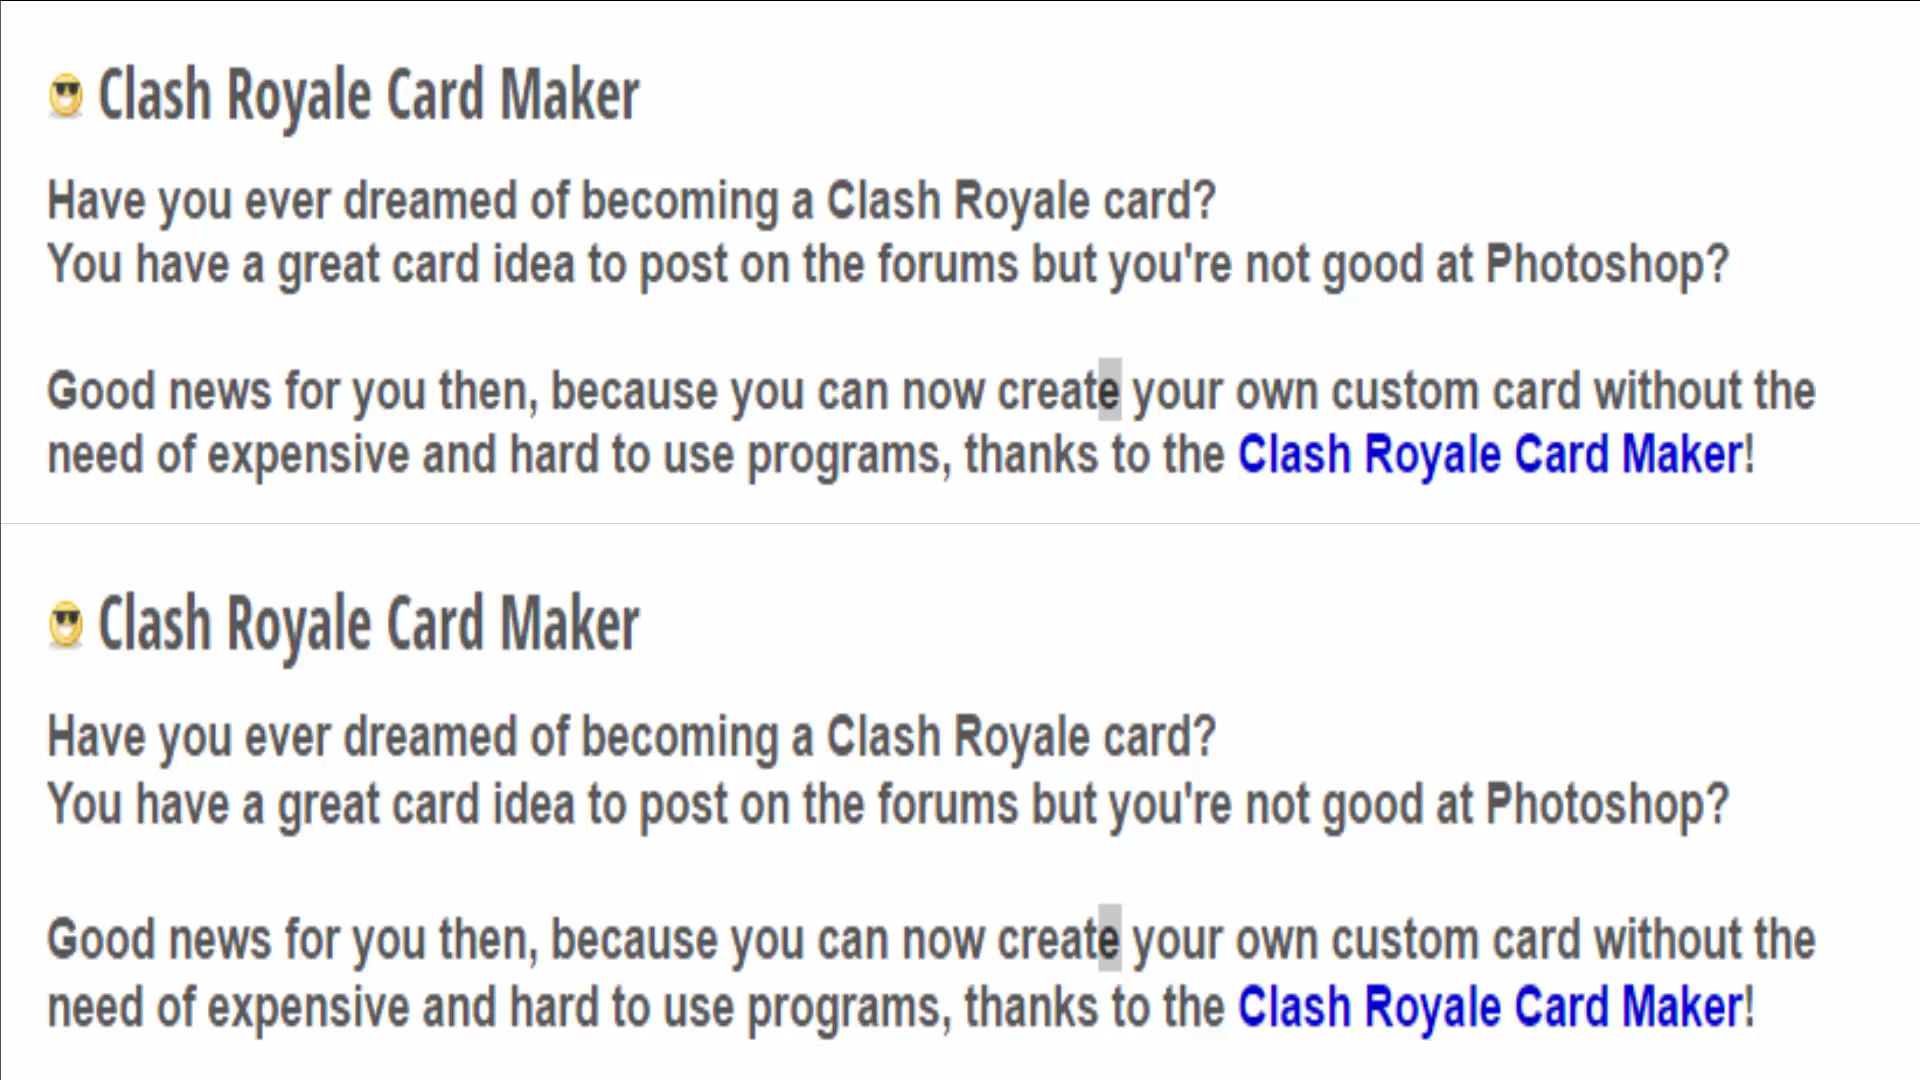 Clash Royale Card Maker
Have you ever dreamed of becoming a Clash Royale card?
You have a great card idea to post on the forums but you're not good at Photoshop?
Good news for you then, because you can now create your own custom card without the
need of expensive and hard to use programs, thanks to the Clash Royale Card Maker!
Clash Royale Card Maker
Have you ever dreamed of becoming a Clash Royale card?
You have a great card idea to post on the forums but you're not good at Photoshop?
Good news for you then, because you can now create your own custom card without the
need of expensive and hard to use programs, thanks to the Clash Royale Card Maker!